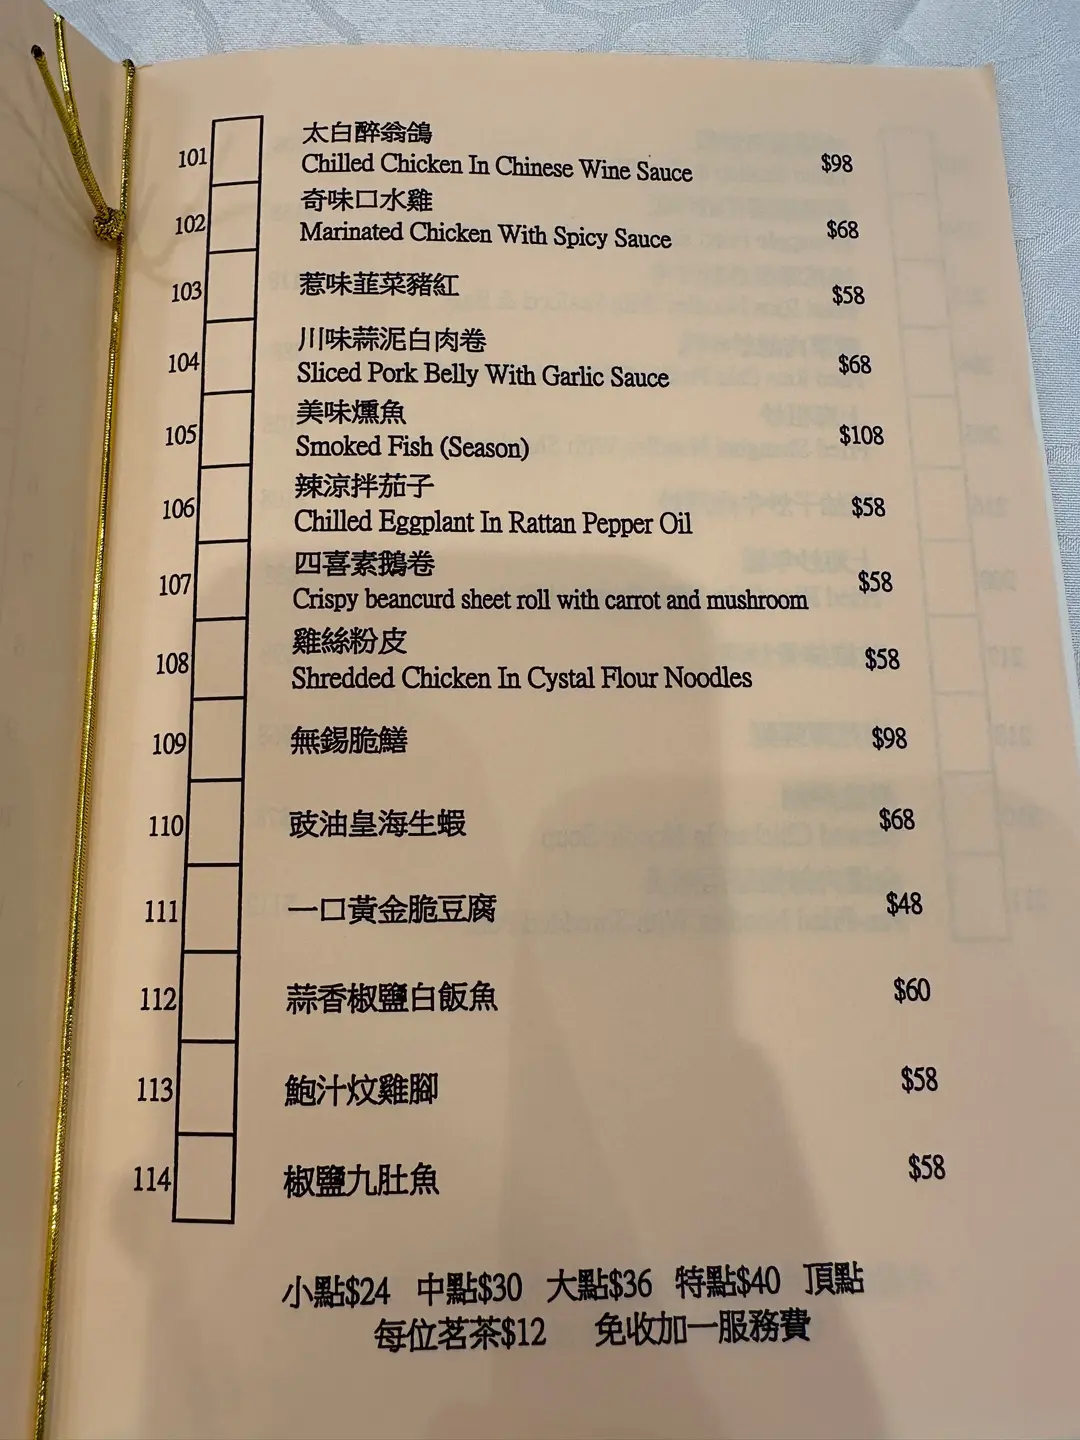 101 太白醉翁鴿
Chilled Chicken In Chinese Wine Sauce $98
102 奇味口水雞
Marinated Chicken With Spicy Sauce $68
103 惹味韮菜豬紅 $58
104 川味蒜泥白肉卷
Sliced Pork Belly With Garlic Sauce $68
105 美味燻魚
Smoked Fish (Season) $108
106 辣涼拌茄子
Chilled Eggplant In Rattan Pepper Oil $58
107 四喜素鵝卷
Crispy beancurd sheet roll with carrot and mushroom $58
108 雞絲粉皮
Shredded Chicken In Cystal Flour Noodles $58
109 無錫脆鱔 $98
110 豉油皇海生蝦 $68
111 一口黃金脆豆腐 $48
112 蒜香椒鹽白飯魚 $60
113 鮑汁炆雞腳 $58
114 椒鹽九肚魚 $58
小點$24 中點$30 大點$36 特點$40 頂點
每位茗茶$12 免收加一服務費